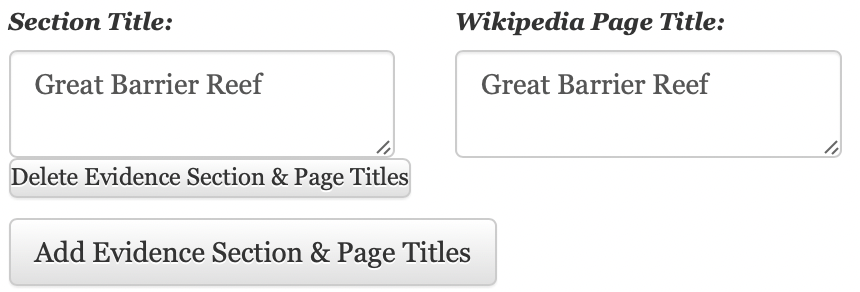 Section Title:
Wikipedia Page Title:
Great Barrier Reef
Great Barrier Reef
Delete Evidence Section & Page Titles
Add Evidence Section & Page Titles